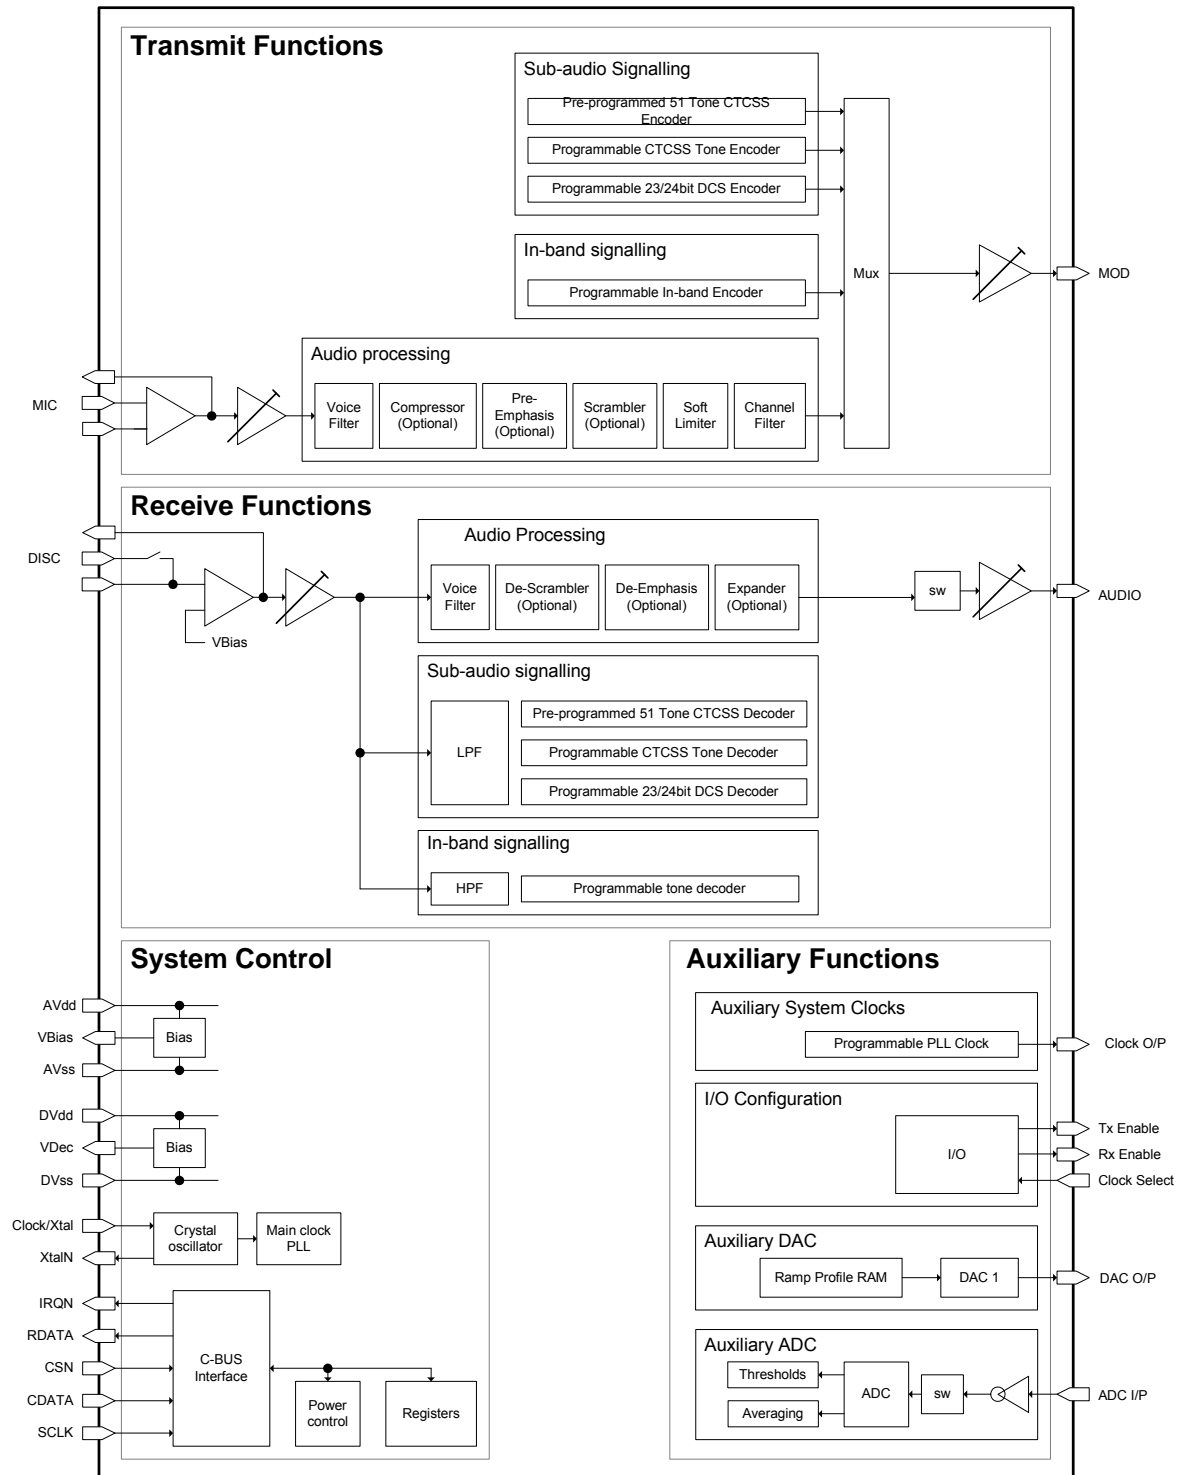 Transmit Functions
Sub-audio Signalling
Pre-programmed 51 Tone CTCSS
Encoder
Programmable CTCSS Tone Encoder
Programmable 23/24bit DCS Encoder
In-band signalling
Programmable In-band Encoder
Mux
MOD
Audio processing
MIC
Voice
Filter
Compressor
(Optional)
Pre-
Emphasis
(Optional)
Scrambler
(Optional)
Soft
Limiter
Channel
Filter
Receive Functions
DISC
VBias
Audio Processing
Voice
Filter
De-Scrambler
(Optional)
De-Emphasis
(Optional)
Expander
(Optional)
sw
AUDIO
Sub-audio signalling
LPF
Pre-programmed 51 Tone CTCSS Decoder
Programmable CTCSS Tone Decoder
Programmable 23/24bit DCS Decoder
In-band signalling
HPF
Programmable tone decoder
System Control
AVdd
VBias
Bias
AVss
DVdd
VDec
Bias
DVss
Clock/Xtal
XtalN
Crystal
oscillator
Main clock
PLL
IRQN
RDATA
CSN
CDATA
SCLK
C-BUS
Interface
Power
control
Registers
Auxiliary Functions
Auxiliary System Clocks
Programmable PLL Clock
Clock O/P
I/O Configuration
I/O
Tx Enable
Rx Enable
Clock Select
Auxiliary DAC
Ramp Profile RAM
DAC 1
DAC O/P
Auxiliary ADC
Thresholds
Averaging
ADC
sw
ADC I/P